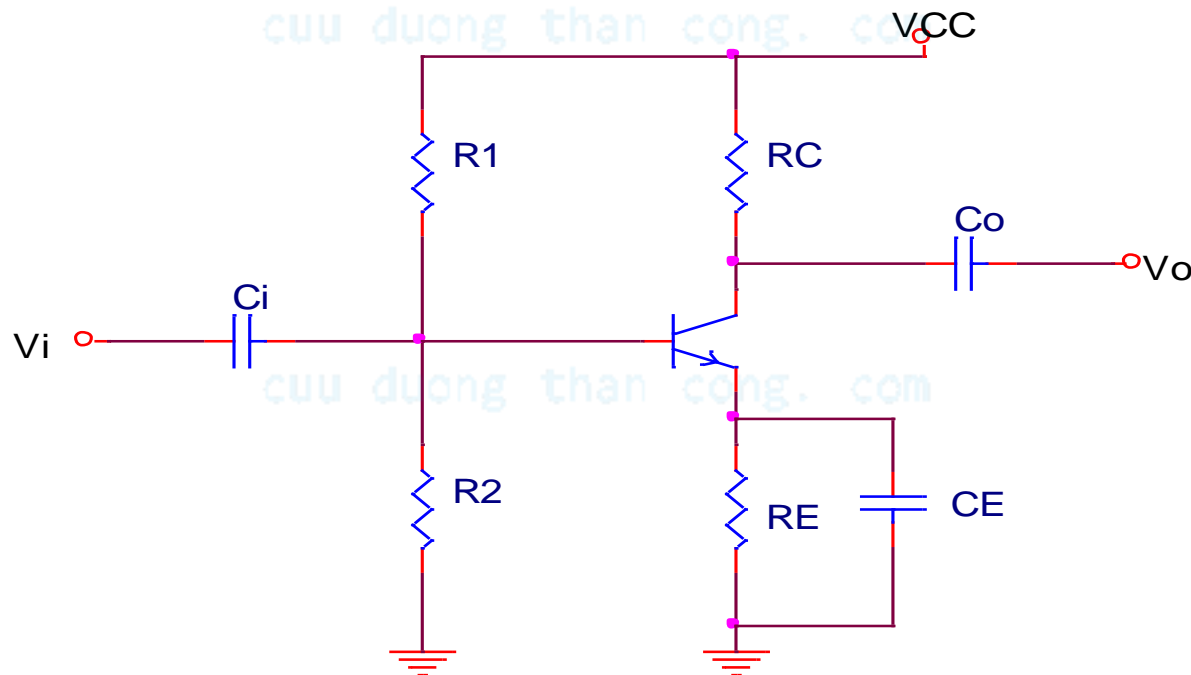 cuu duong than cong. com
VCC
R1
RC
Co
Vo
Ci
Vi
cuu duong than cong. com
R2
RE
CE